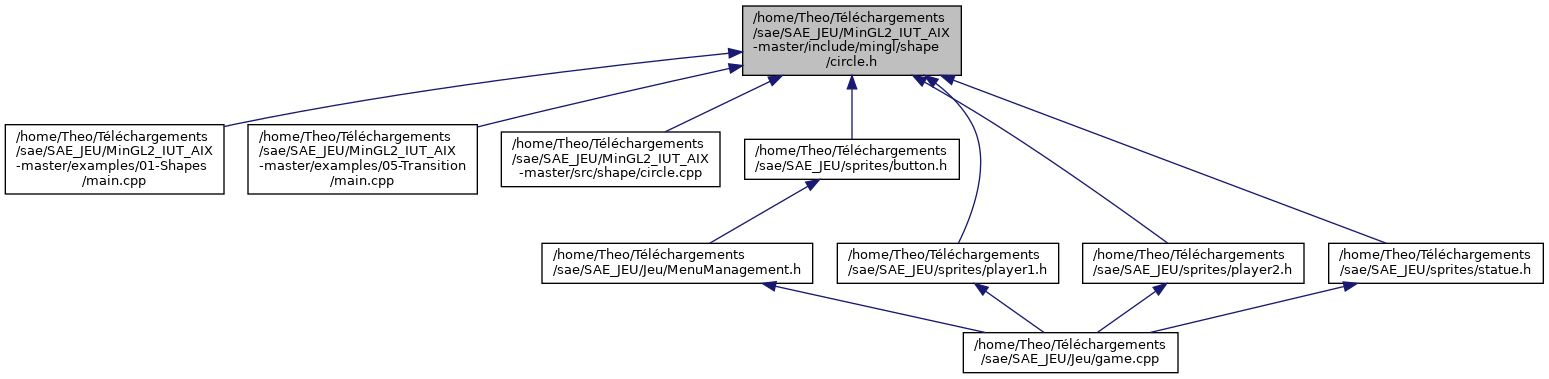 /home/Theo/Téléchargements
/sae/SAE_JEU/MinGL2_IUT_AIX
-master/include/mingl/shape
/circle.h
/home/Theo/Téléchargements
/sae/SAE_JEU/MinGL2_IUT_AIX
-master/examples/01-Shapes
/main.cpp
/home/Theo/Téléchargements
/sae/SAE_JEU/MinGL2_IUT_AIX
-master/examples/05-Transition
/main.cpp
/home/Theo/Téléchargements
/sae/SAE_JEU/MinGL2_IUT_AIX
-master/src/shape/circle.cpp
/home/Theo/Téléchargements
/sae/SAE_JEU/sprites/button.h
/home/Theo/Téléchargements
/sae/SAE_JEU/Jeu/MenuManagement.h
/home/Theo/Téléchargements
/sae/SAE_JEU/sprites/player1.h
/home/Theo/Téléchargements
/sae/SAE_JEU/sprites/player2.h
/home/Theo/Téléchargements
/sae/SAE_JEU/sprites/statue.h
/home/Theo/Téléchargements
/sae/SAE_JEU/Jeu/game.cpp